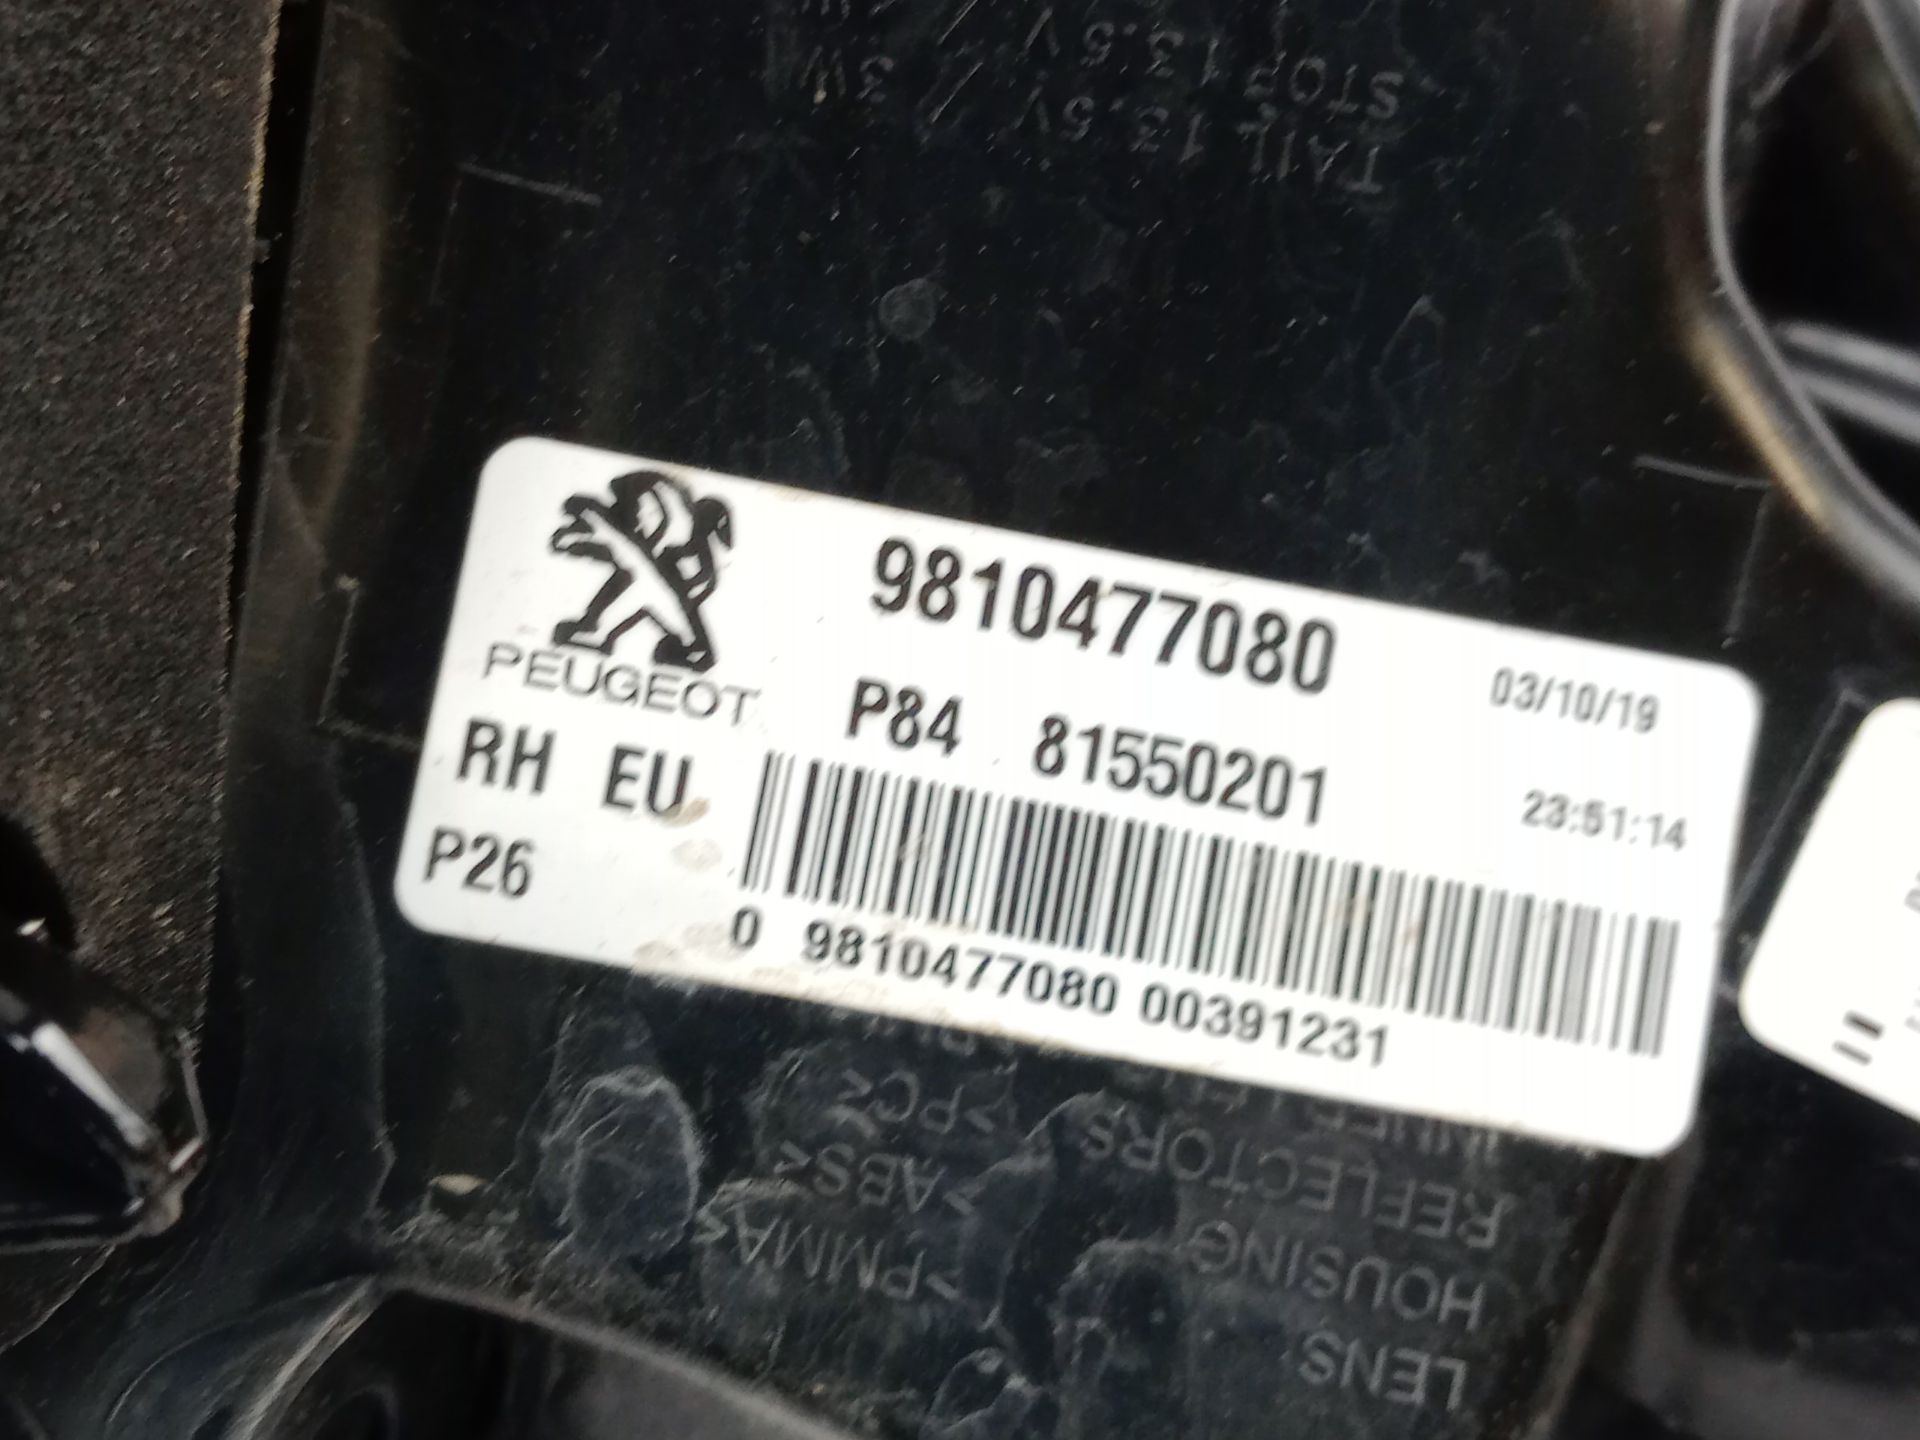 PEUGEOT
9810477080
03/10/19
P84 81550201
23:51:14
RH EU
P26
0 9810477080 00391231
TAIL 13.5V / 3W
STOP 13.5V /
REFLECTORS >PC<
HOUSING >ABS<
LENS >PMMA<